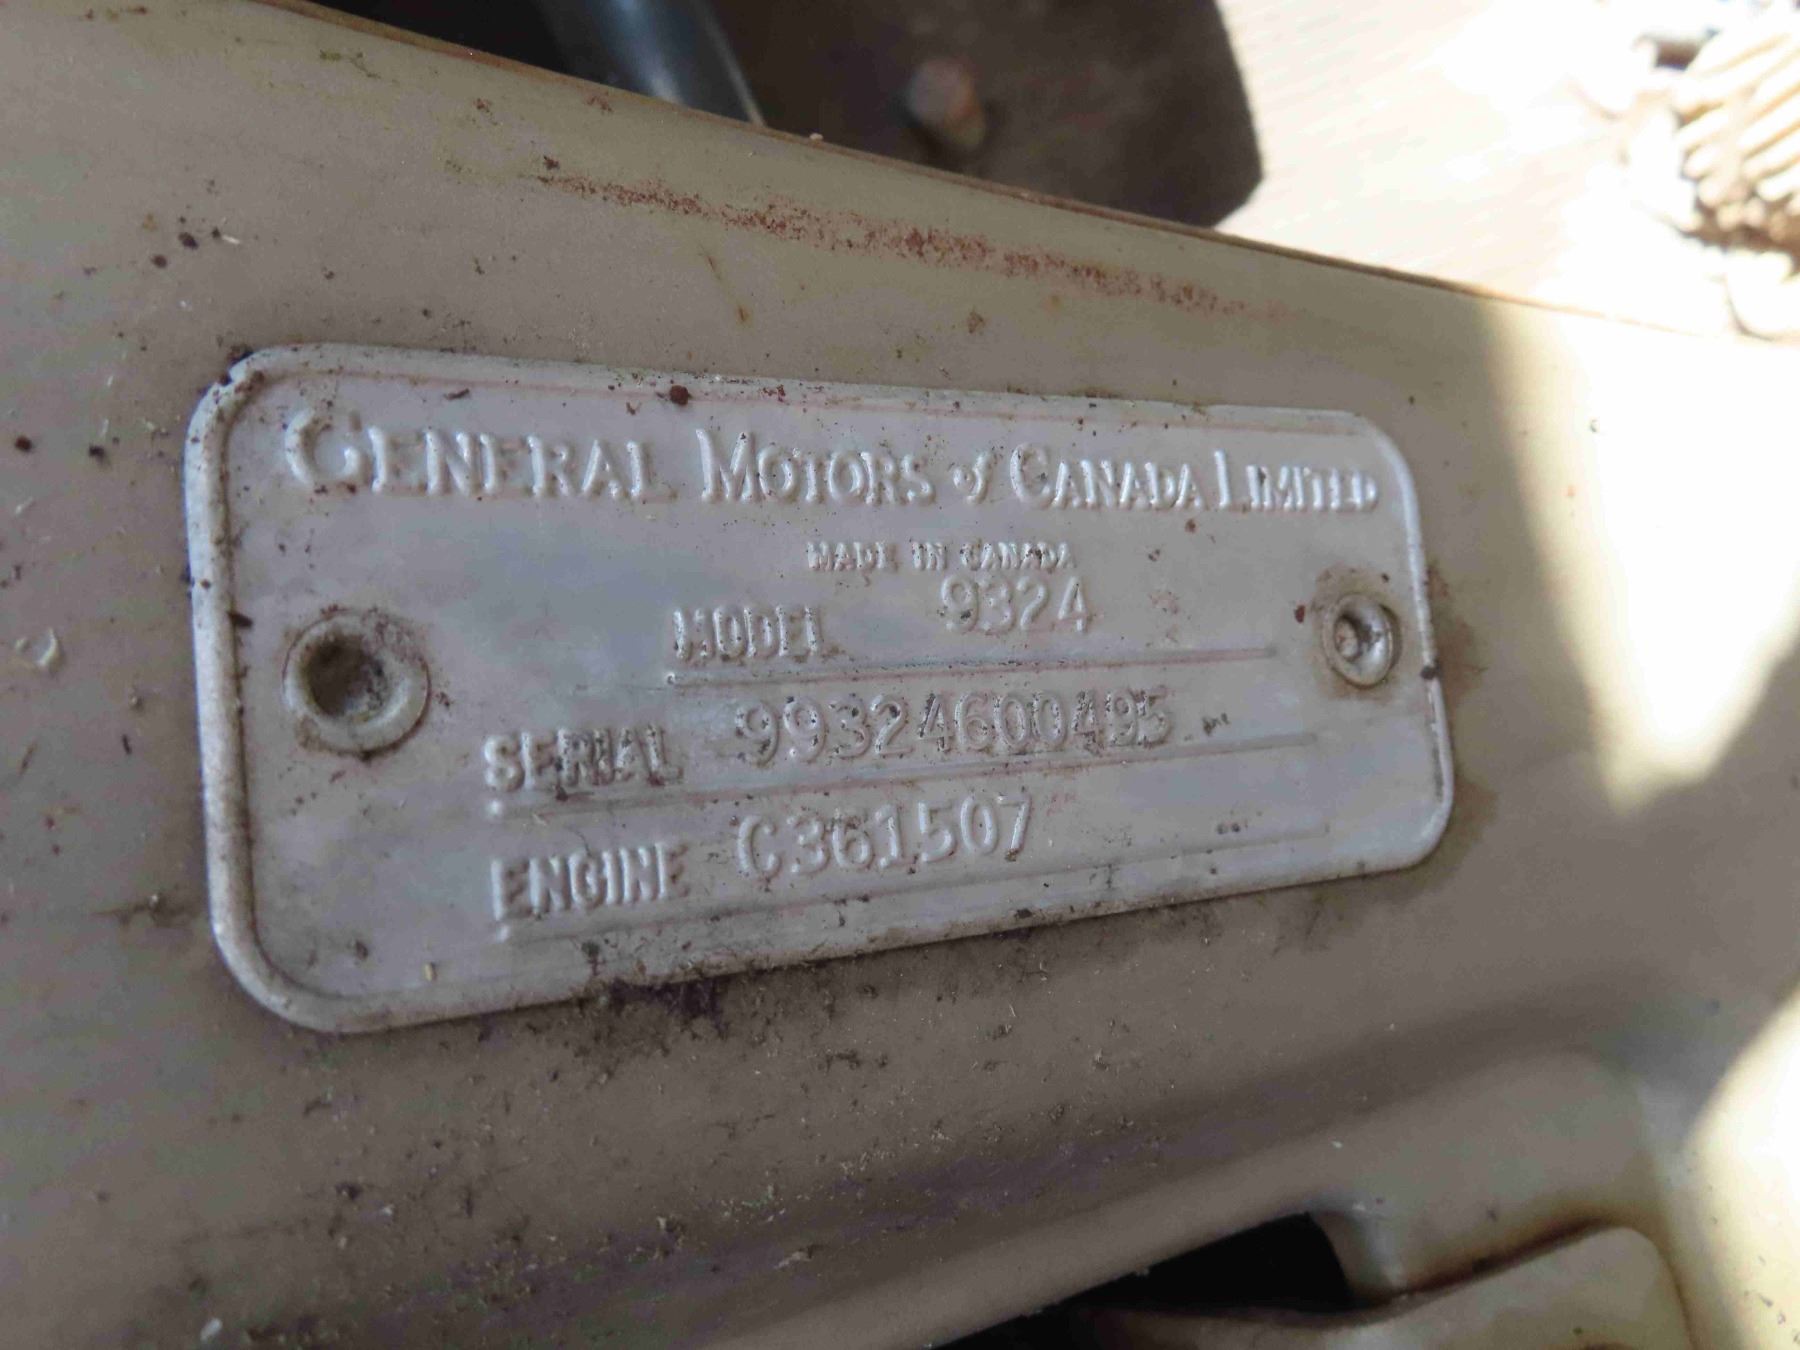 GENERAL MOTORS of CANADA LIMITED
MADE IN CANADA
MODEL 9324
SERIAL 99324600495
ENGINE C361507